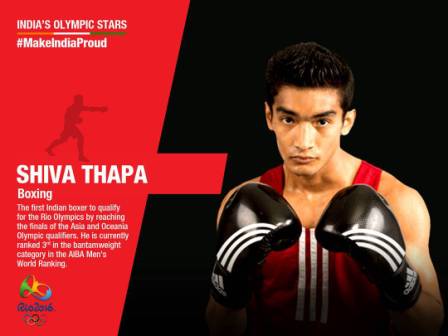 INDIA'S OLYMPIC STARS
#MakeIndiaProud
SHIVA THAPA
Boxing
The first Indian boxer to qualify
for the Rio Olympics by reaching
the finals of the Asia and Oceania
Olympic qualifiers. He is currently
ranked 3rd in the bantamweight
category in the AIBA Men's
World Ranking.
Rio2016